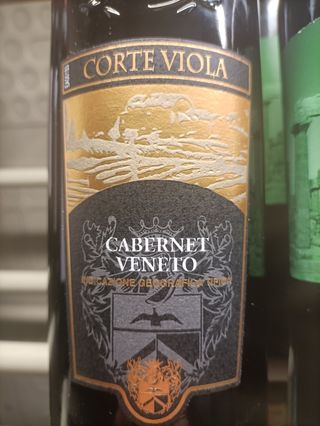 CORTE VIOLA
CABERNET
VENETO
INDICAZIONE GEOGRAFICA TIPICA